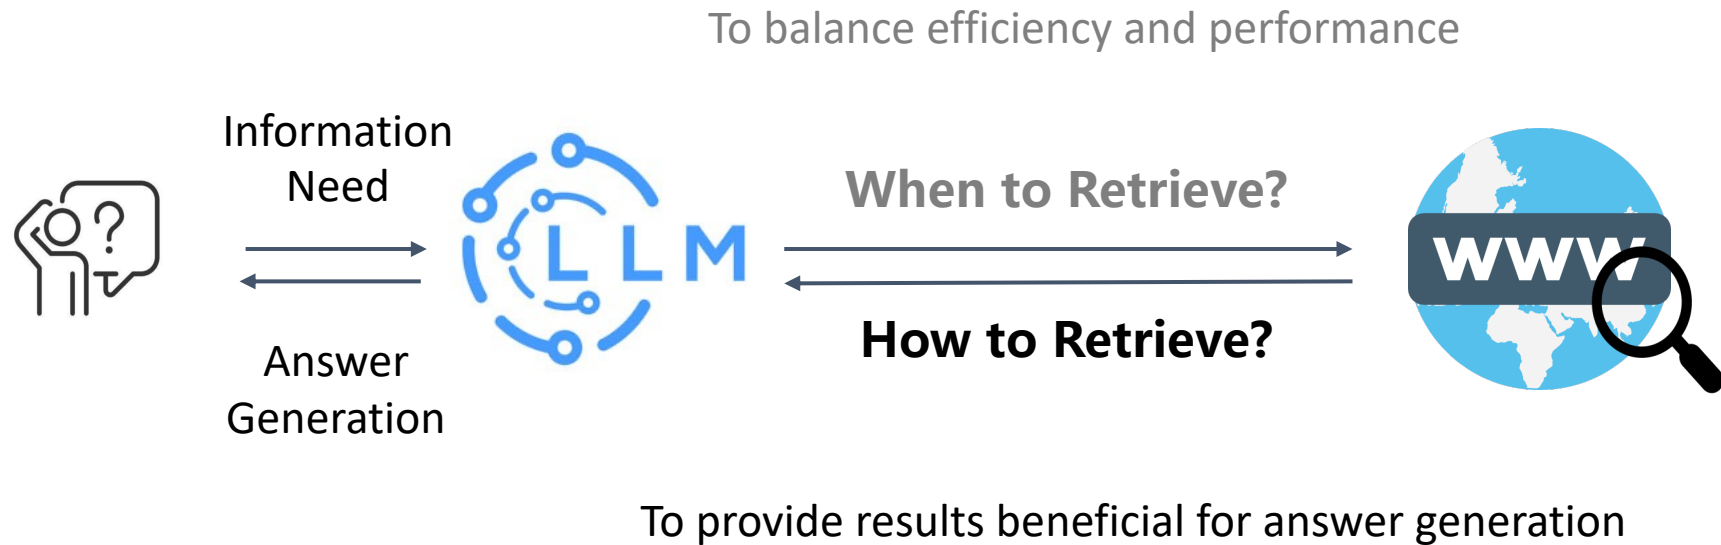 To balance efficiency and performance
Information
Need
?
LLM
When to Retrieve?
WWW
How to Retrieve?
Answer
Generation
To provide results beneficial for answer generation